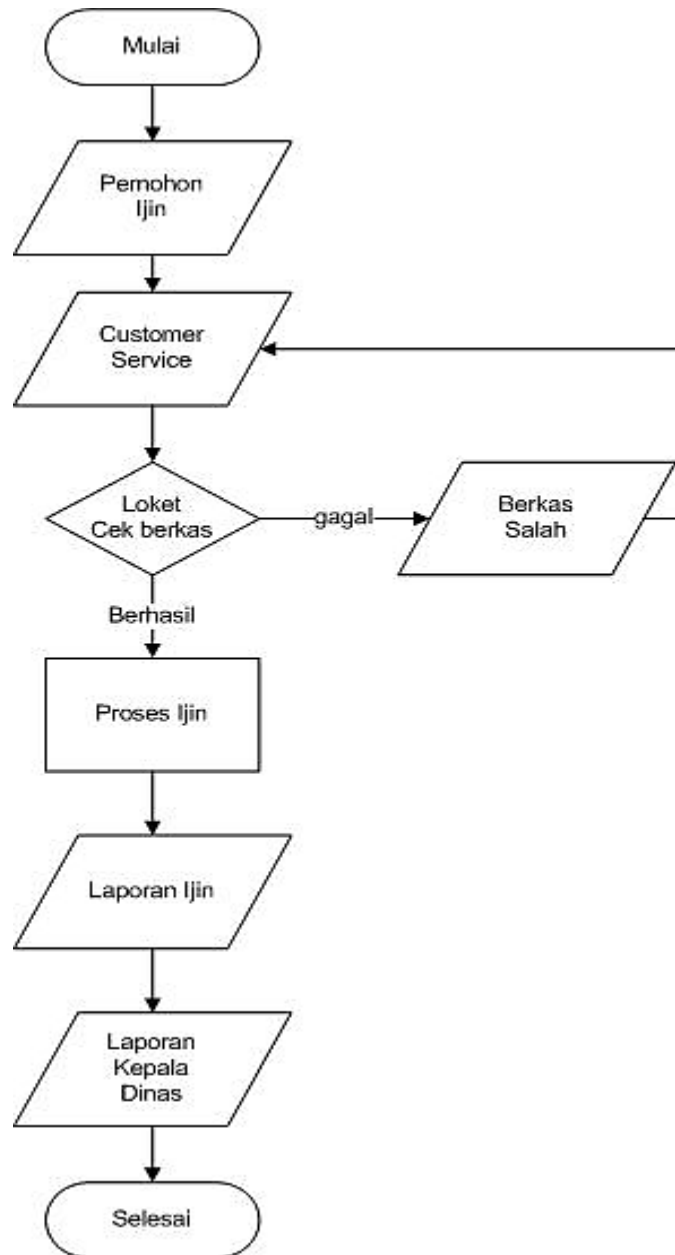 Mulai
Pemohon
Ijin
Customer
Service
Loket
Cek berkas
gagal
Berkas
Salah
Berhasil
Proses Ijin
Laporan Ijin
Laporan
Kepala
Dinas
Selesai